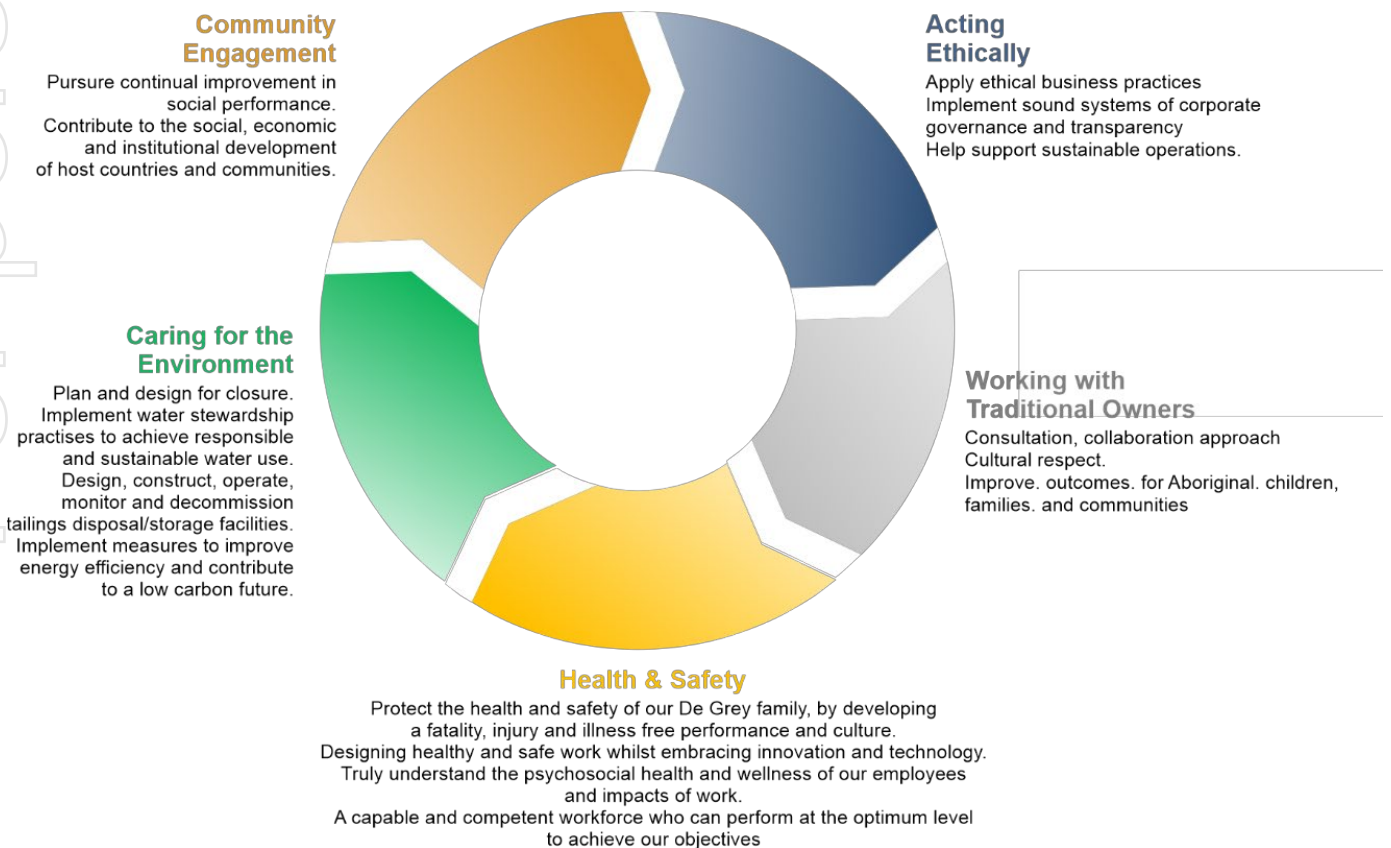 Community
Engagement
Pursure continual improvement in
social performance.
Contribute to the social, economic
and institutional development
of host countries and communities.
Acting
Ethically
Apply ethical business practices
Implement sound systems of corporate
governance and transparency
Help support sustainable operations.
Caring for the
Environment
Plan and design for closure.
Implement water stewardship
practises to achieve responsible
and sustainable water use.
Design, construct, operate,
monitor and decommission
tailings disposal/storage facilities.
Implement measures to improve
energy efficiency and contribute
to a low carbon future.
Working with
Traditional Owners
Consultation, collaboration approach
Cultural respect.
Improve. outcomes. for Aboriginal. children,
families. and communities
Health & Safety
Protect the health and safety of our De Grey family, by developing
a fatality, injury and illness free performance and culture.
Designing healthy and safe work whilst embracing innovation and technology.
Truly understand the psychosocial health and wellness of our employees
and impacts of work.
A capable and competent workforce who can perform at the optimum level
to achieve our objectives